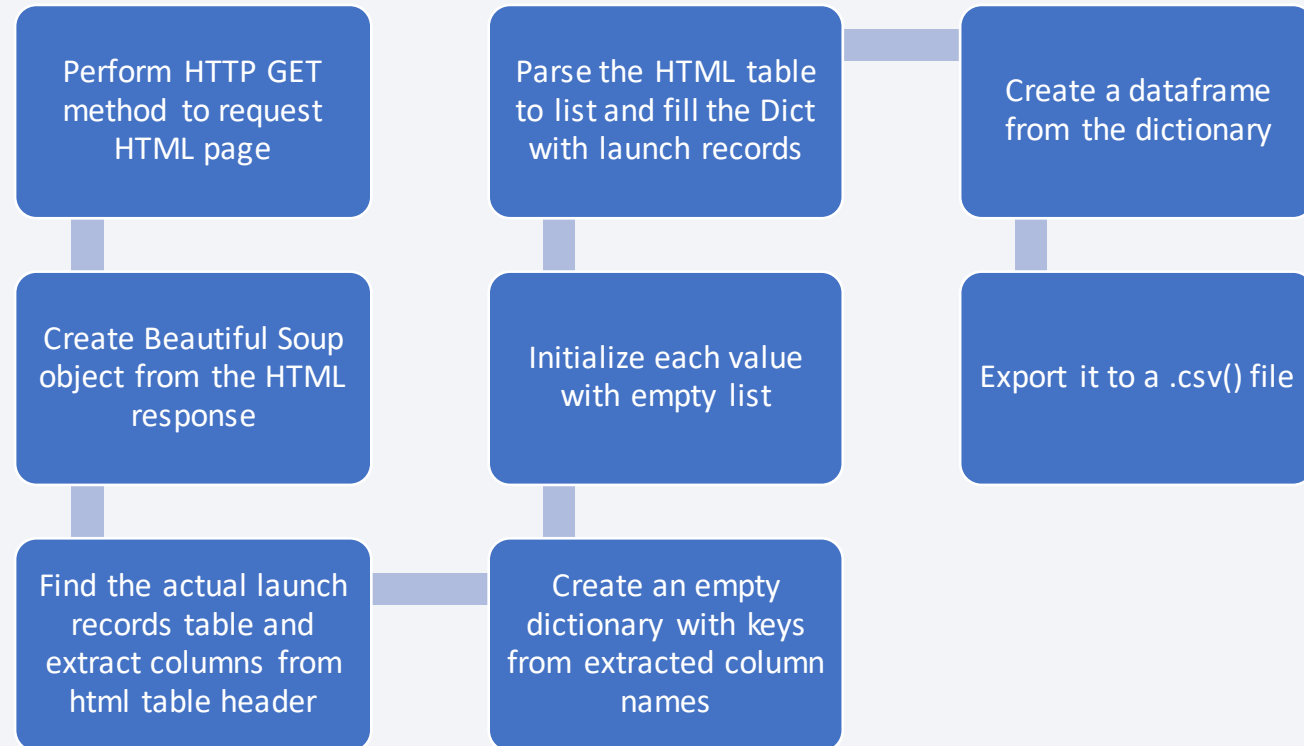 Perform HTTP GET
method to request
HTML page
Create Beautiful Soup
object from the HTML
response
Find the actual launch
records table and
extract columns from
html table header
Create an empty
dictionary with keys
from extracted column
names
Initialize each value
with empty list
Parse the HTML table
to list and fill the Dict
with launch records
Create a dataframe
from the dictionary
Export it to a .csv() file